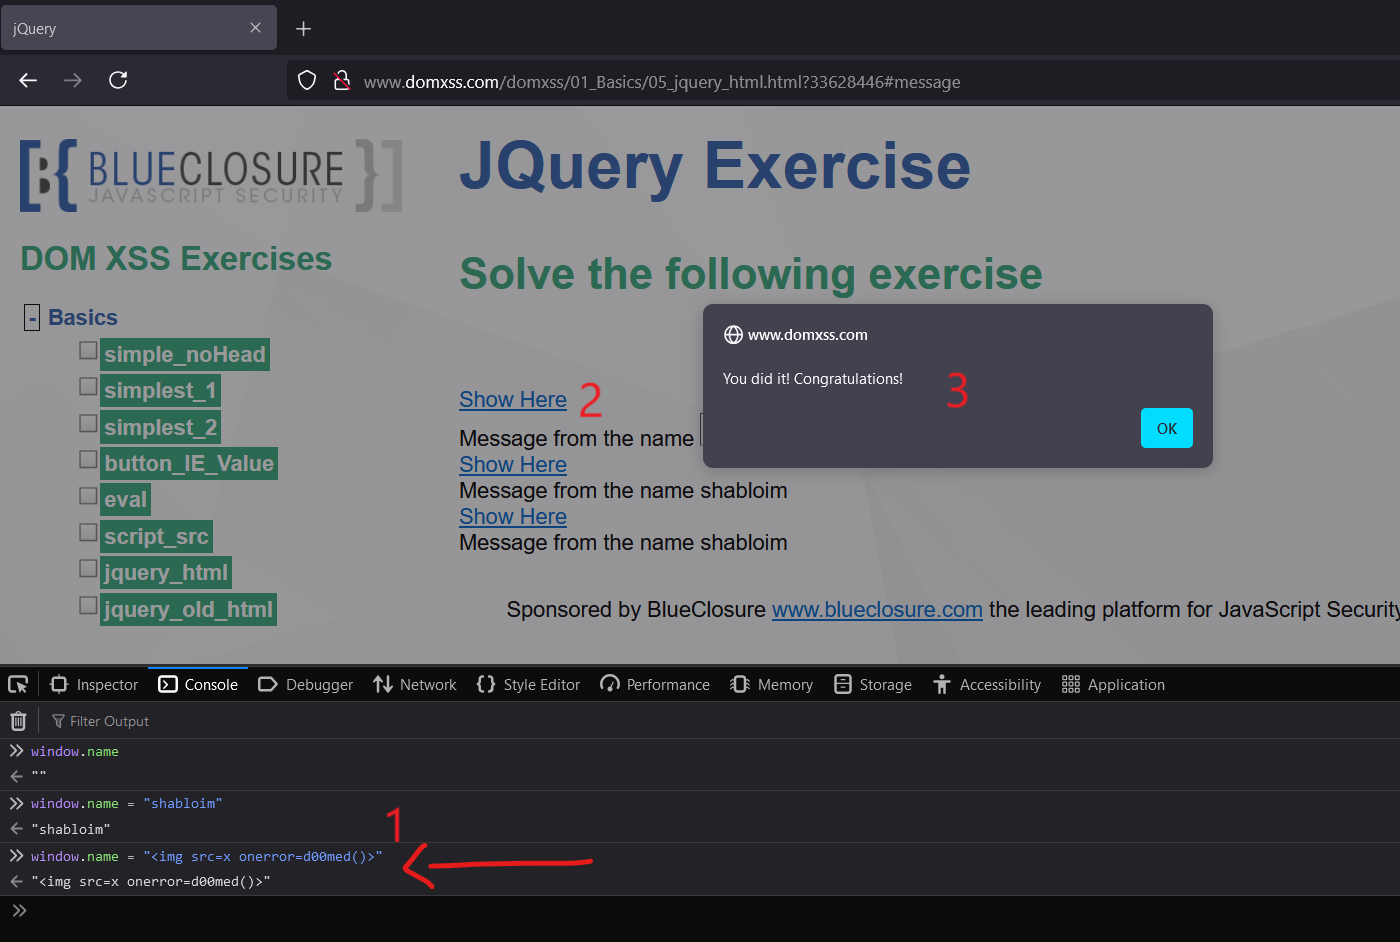 jQuery
www.domxss.com/domxss/01_Basics/05_jquery_html.html?33628446#message
B{ BLUECLOSURE }
JAVASCRIPT SECURITY
JQuery Exercise
DOM XSS Exercises
Solve the following exercise
- Basics
simple_noHead
simplest_1
simplest_2
button_IE_Value
eval
script_src
jquery_html
jquery_old_html
www.domxss.com
You did it! Congratulations!
3
OK
Show Here 2
Message from the name
Show Here
Message from the name shabloim
Show Here
Message from the name shabloim
Sponsored by BlueClosure www.blueclosure.com the leading platform for JavaScript Security
Inspector Console Debugger Network Style Editor Performance Memory Storage Accessibility Application
Filter Output
window.name
""
window.name = "shabloim"
"shabloim"
1
window.name = "<img src=x onerror=d00med()>"
"<img src=x onerror=d00med()>"